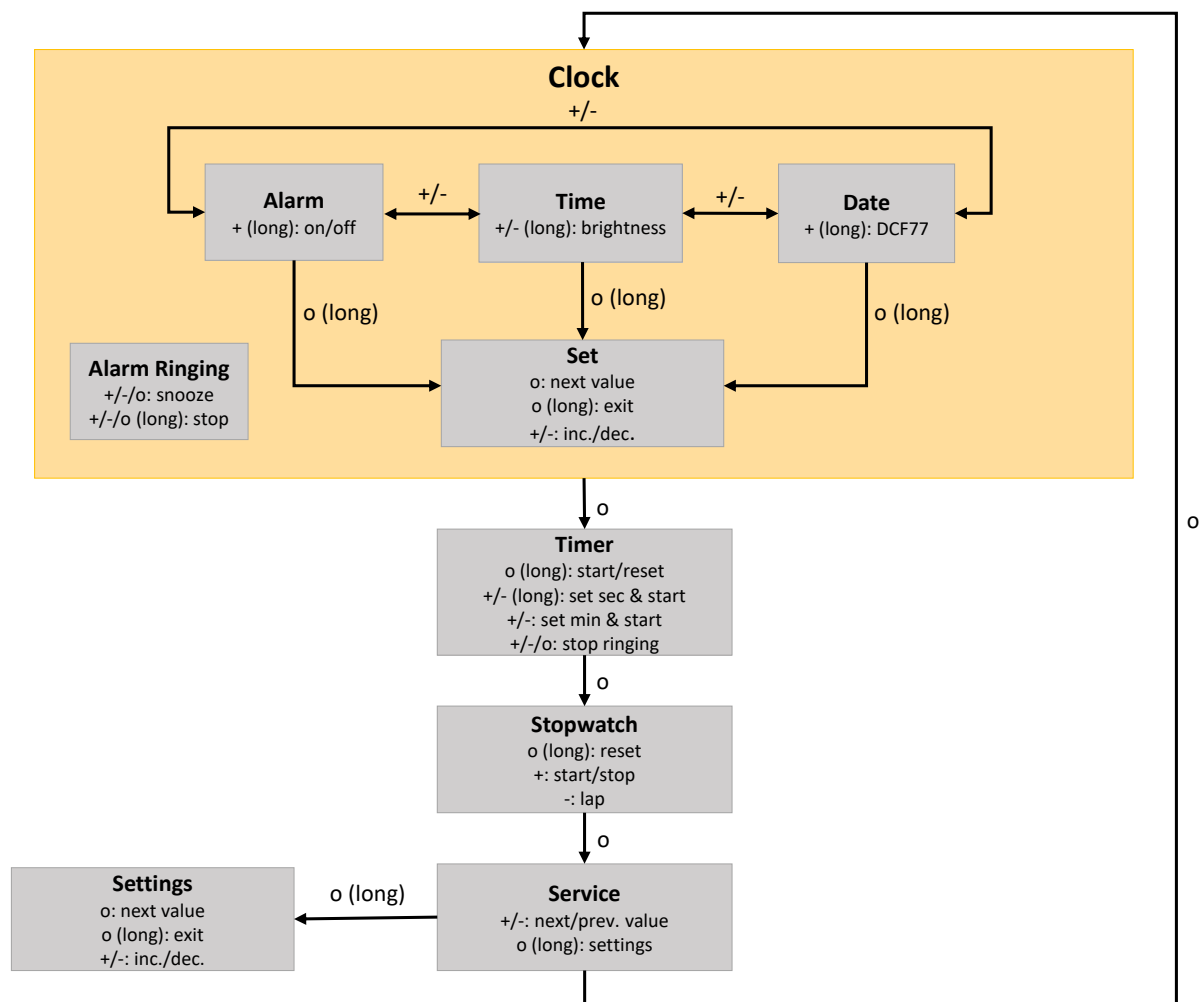 Clock
+/-
Alarm
+ (long): on/off
+/-
Time
+/- (long): brightness
+/-
Date
+ (long): DCF77
o (long)
o (long)
o (long)
Alarm Ringing
+/-/o: snooze
+/-/o (long): stop
Set
o: next value
o (long): exit
+/-: inc./dec.
o
o
Timer
o (long): start/reset
+/- (long): set sec & start
+/-: set min & start
+/-/o: stop ringing
o
Stopwatch
o (long): reset
+: start/stop
-: lap
o
Settings
o: next value
o (long): exit
+/-: inc./dec.
o (long)
Service
+/-: next/prev. value
o (long): settings